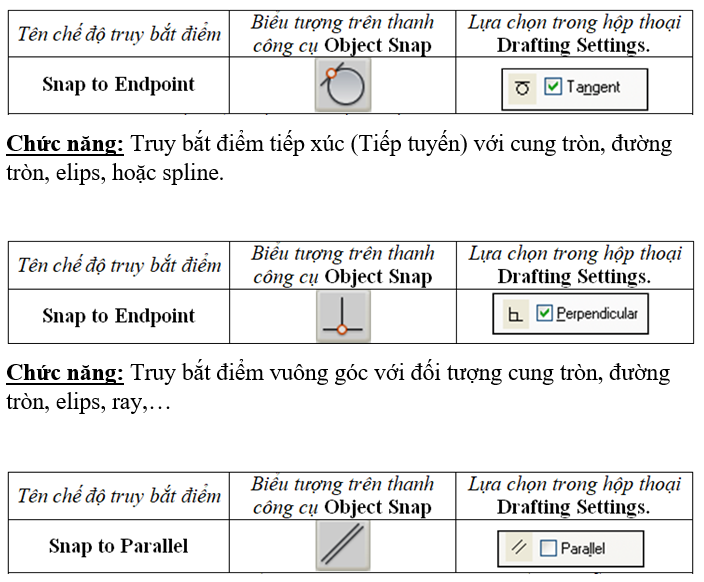 Tên chế độ truy bắt điểm
Biểu tượng trên thanh
công cụ Object Snap
Lựa chọn trong hộp thoại
Drafting Settings.
Snap to Endpoint
Tangent
Chức năng: Truy bắt điểm tiếp xúc (Tiếp tuyến) với cung tròn, đường
tròn, elips, hoặc spline.
Tên chế độ truy bắt điểm
Biểu tượng trên thanh
công cụ Object Snap
Lựa chọn trong hộp thoại
Drafting Settings.
Snap to Endpoint
Perpendicular
Chức năng: Truy bắt điểm vuông góc với đối tượng cung tròn, đường
tròn, elips, ray,…
Tên chế độ truy bắt điểm
Biểu tượng trên thanh
công cụ Object Snap
Lựa chọn trong hộp thoại
Drafting Settings.
Snap to Parallel
Parallel